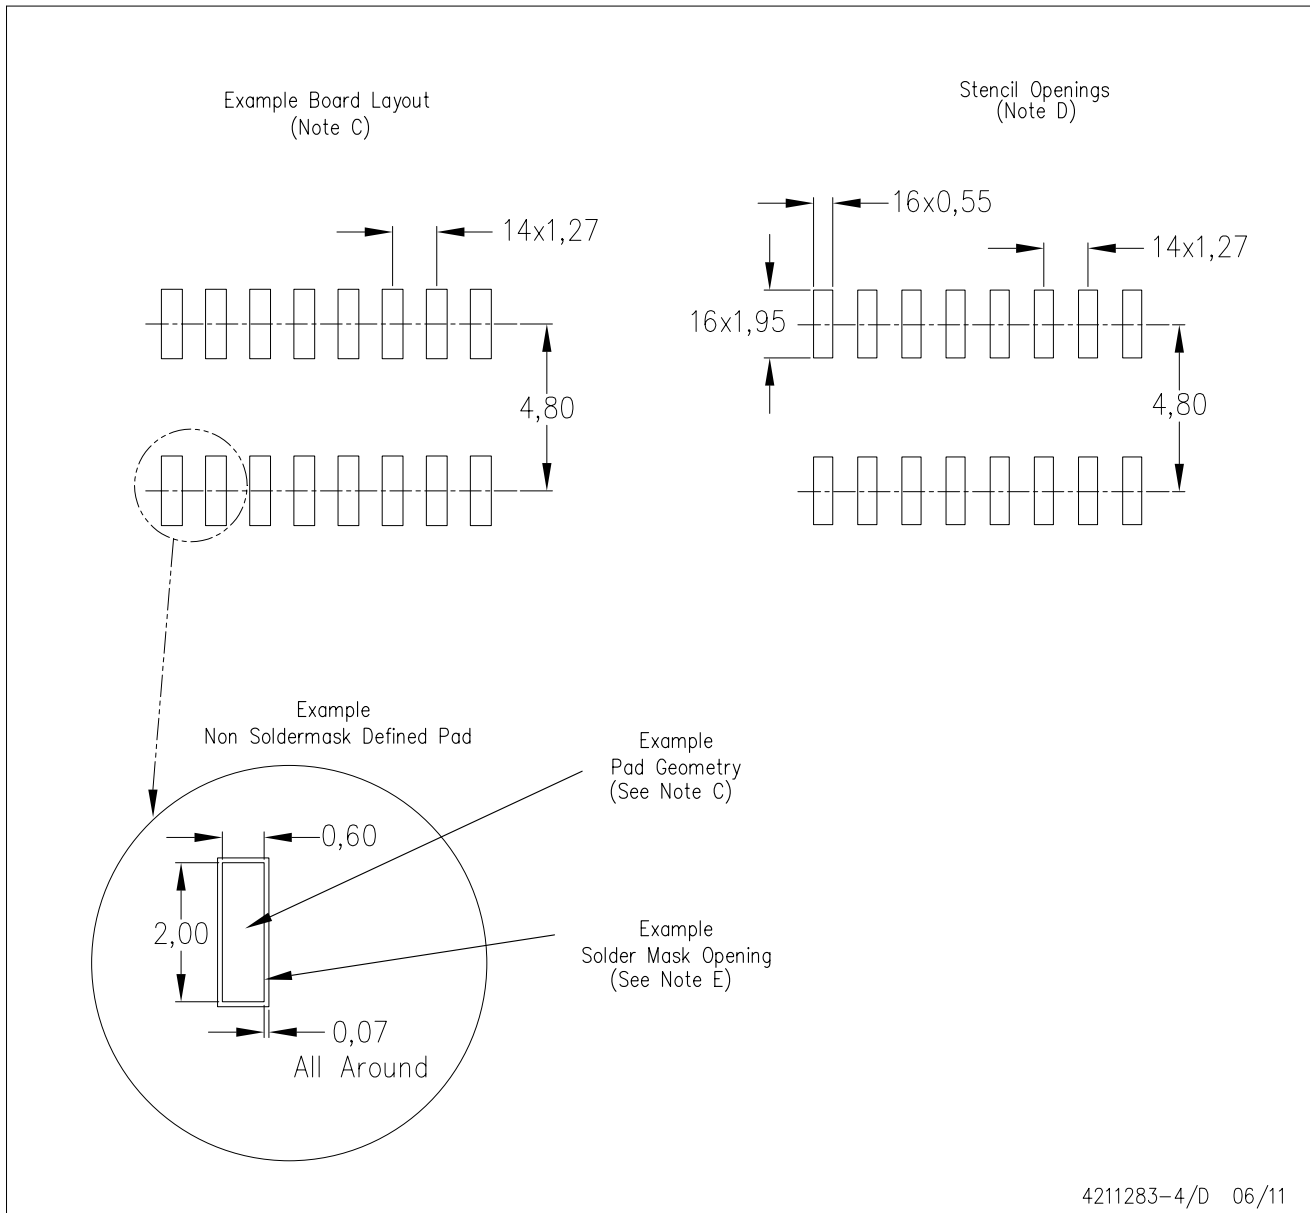 Example Board Layout
(Note C)
Stencil Openings
(Note D)
14x1,27
4,80
16x0,55
14x1,27
16x1,95
4,80
Example
Non Soldermask Defined Pad
Example
Pad Geometry
(See Note C)
0,60
2,00
Example
Solder Mask Opening
(See Note E)
0,07
All Around
4211283-4/D 06/11